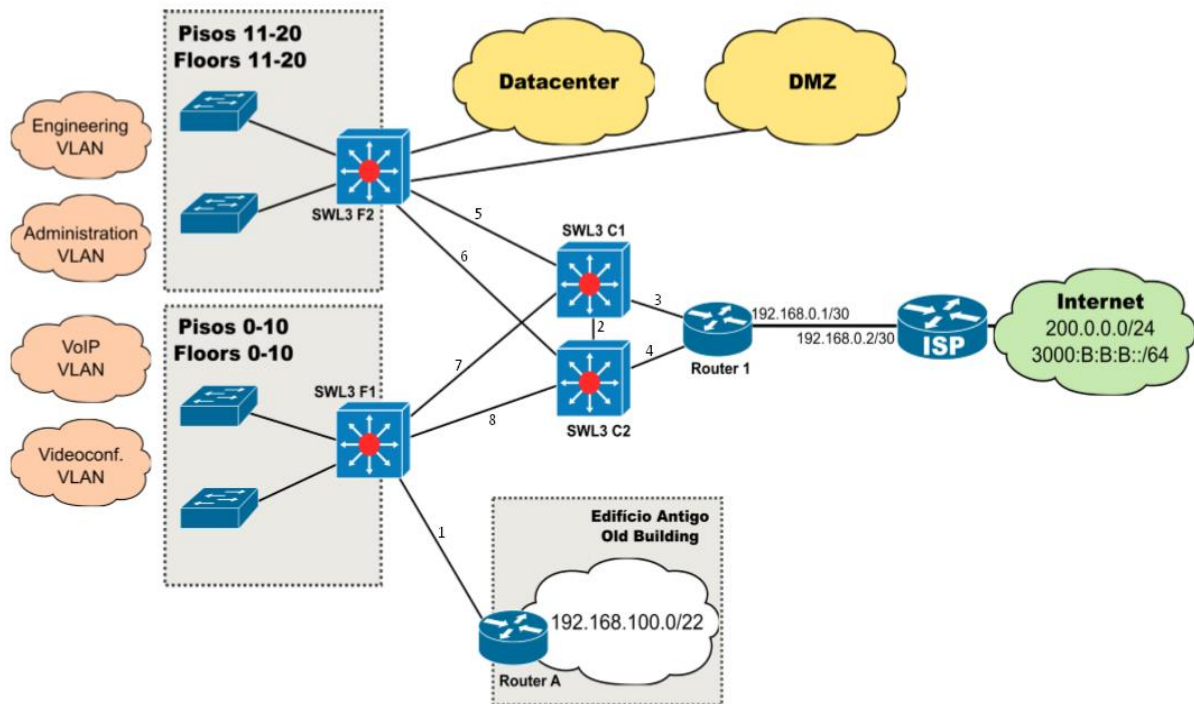 Pisos 11-20
Floors 11-20
Datacenter
DMZ
Engineering
VLAN
Administration
VLAN
SWL3 F2
5
6
SWL3 C1
3
2
4
192.168.0.1/30
192.168.0.2/30
Router 1
ISP
Internet
200.0.0.0/24
3000:B:B:B::/64
VoIP
VLAN
Videoconf.
VLAN
Pisos 0-10
Floors 0-10
SWL3 F1
7
8
SWL3 C2
1
Edifício Antigo
Old Building
192.168.100.0/22
Router A